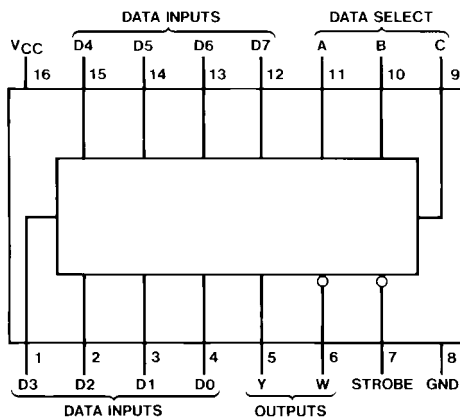 DATA INPUTS DATA SELECT
VCC D4 D5 D6 D7 A B C
16 15 14 13 12 11 10 9
1 2 3 4 5 6 7 8
D3 D2 D1 D0 Y W STROBE GND
DATA INPUTS OUTPUTS